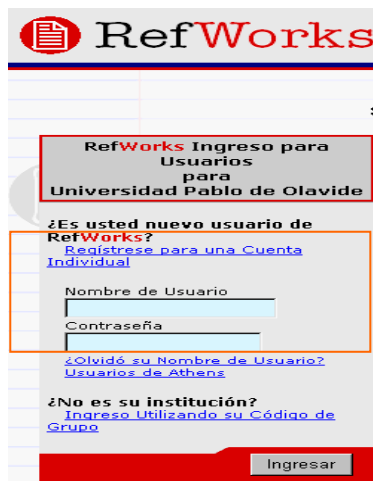 RefWorks
RefWorks Ingreso para
Usuarios
para
Universidad Pablo de Olavide
¿Es usted nuevo usuario de
RefWorks?
Regístrese para una Cuenta
Individual
Nombre de Usuario
Contraseña
¿Olvidó su Nombre de Usuario?
Usuarios de Athens
¿No es su institución?
Ingreso Utilizando su Código de
Grupo
Ingresar